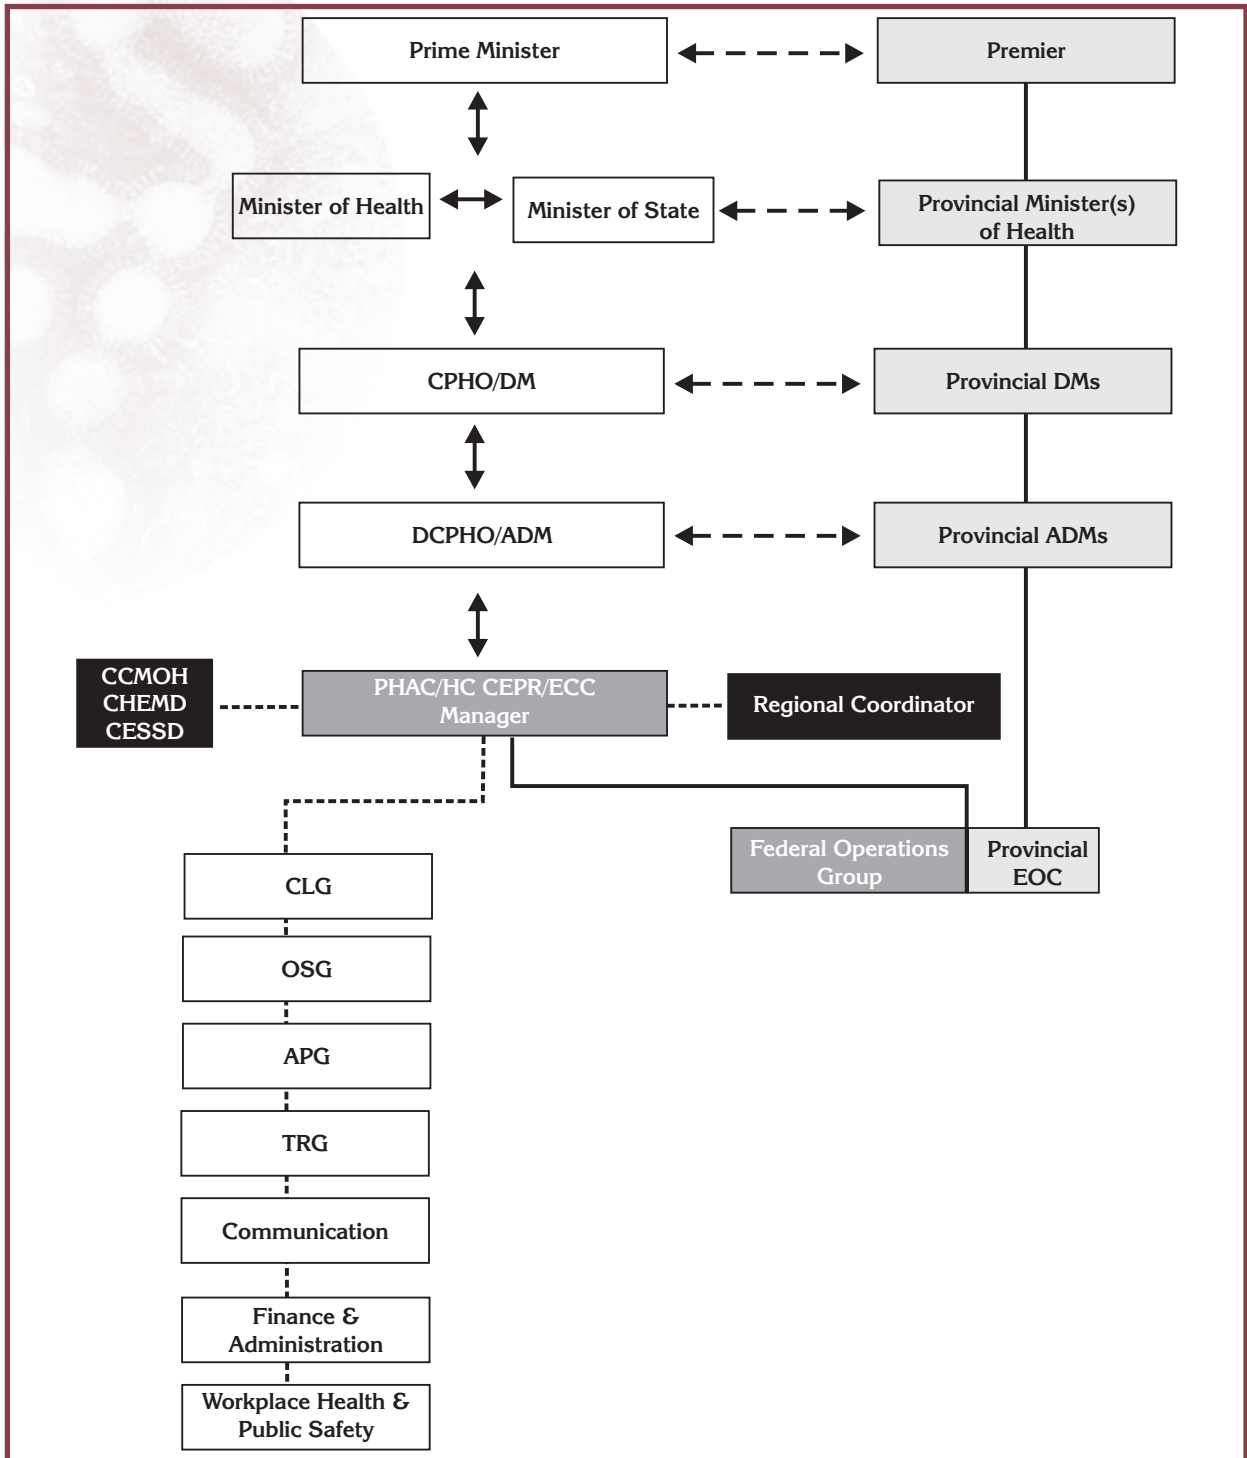 Prime Minister
Premier
Minister of Health
Minister of State
Provincial Minister(s)
of Health
CPHO/DM
Provincial DMs
DCPHO/ADM
Provincial ADMs
CCMOH
CHEMD
CESSD
PHAC/HC CEPR/ECC
Manager
Regional Coordinator
Federal Operations
Group
Provincial
EOC
CLG
OSG
APG
TRG
Communication
Finance &
Administration
Workplace Health &
Public Safety